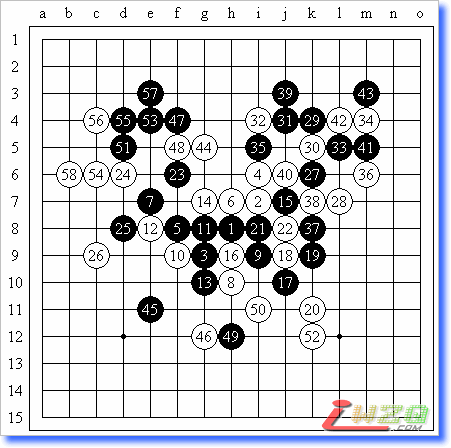 a b c d e f g h i j k l m n o
1
2
3 57 39 43
4 56 55 53 47 32 31 29 42 34
5 51 48 44 35 30 33 41
6 58 54 24 23 4 40 27 36
7 7 14 6 2 15 38 28
8 25 12 5 11 1 21 22 37
9 26 10 3 16 9 18 19
10 13 8 17
11 45 50 20
12 46 49 52
13
14
15
iWZQ
.COM